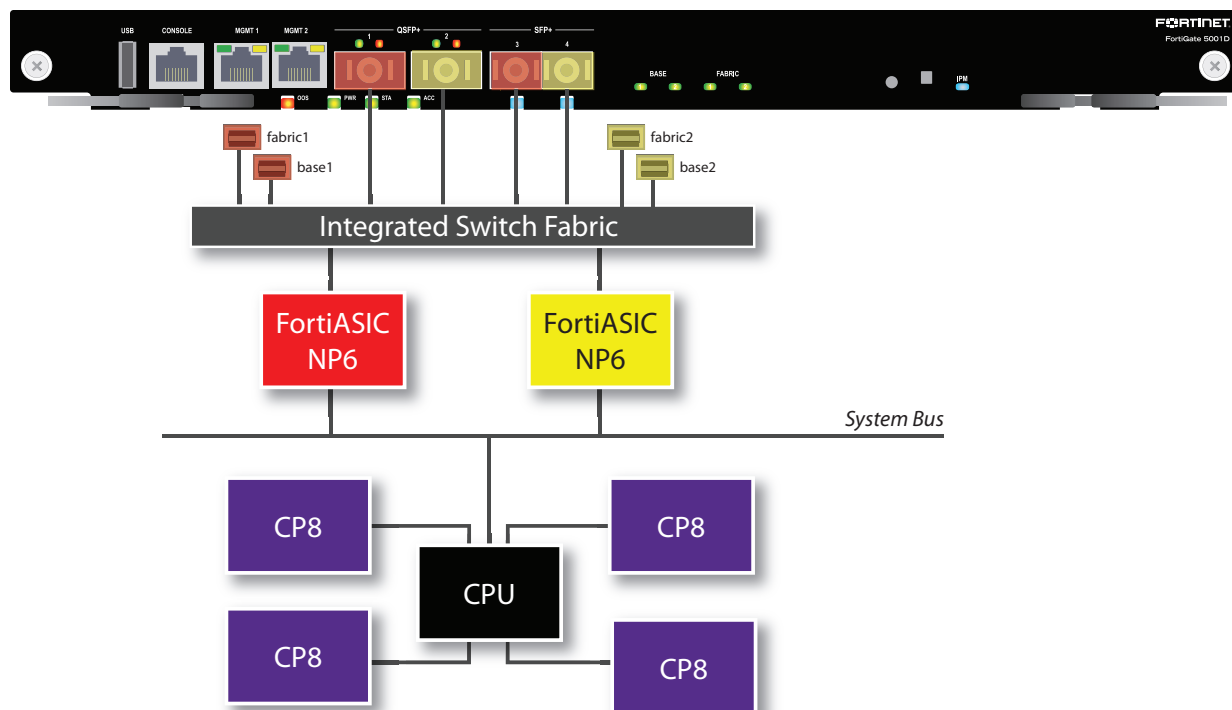 FORTINET
FortiGate 5001D
USB
CONSOLE
MGMT 1
MGMT 2
QSFP+
1
2
SFP+
3
4
BASE
FABRIC
IPM
OOS
PWR
STA
ACC
fabric1
base1
fabric2
base2
Integrated Switch Fabric
FortiASIC
NP6
FortiASIC
NP6
System Bus
CP8
CP8
CPU
CP8
CP8